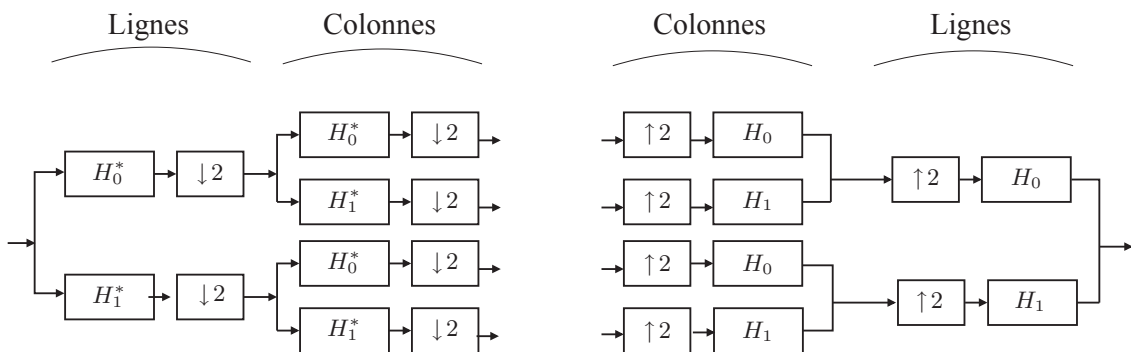 Lignes Colonnes Colonnes Lignes
H₀* ↓2 ↑2 H₀
H₀* ↓2 ↑2 H₀
H₁* ↓2 ↑2 H₁
H₀* ↓2 ↑2 H₀
H₁* ↓2 ↑2 H₁
H₁* ↓2 ↑2 H₁